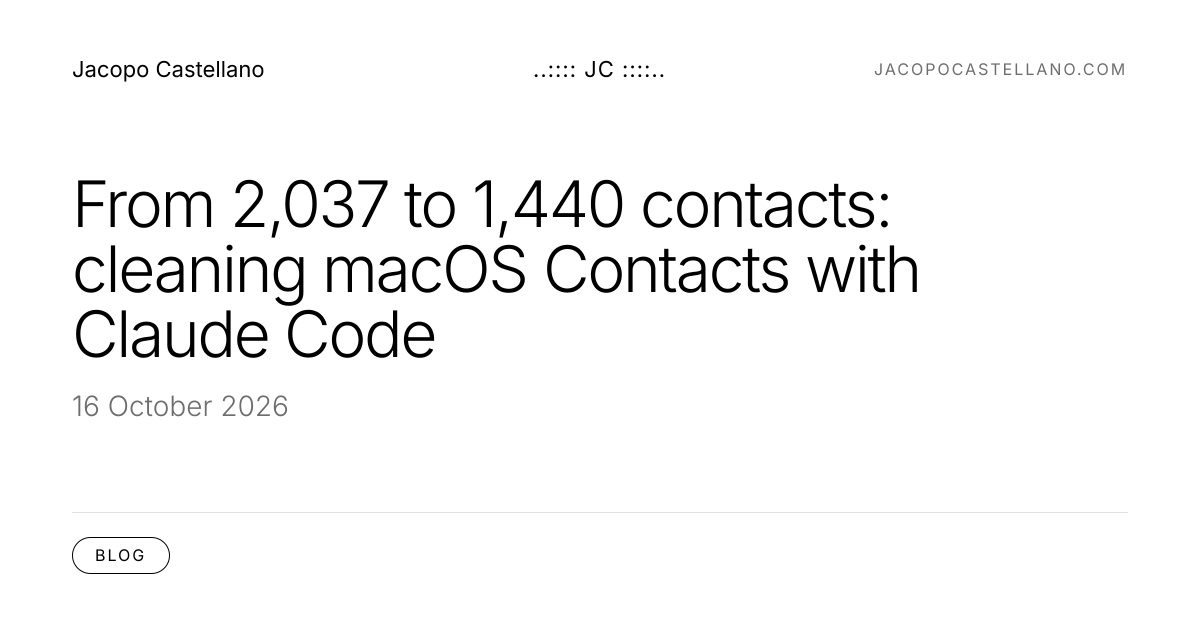 Jacopo Castellano
..:::: JC ::::..
JACOPOCASTELLANO.COM
From 2,037 to 1,440 contacts:
cleaning macOS Contacts with
Claude Code
16 October 2026
BLOG